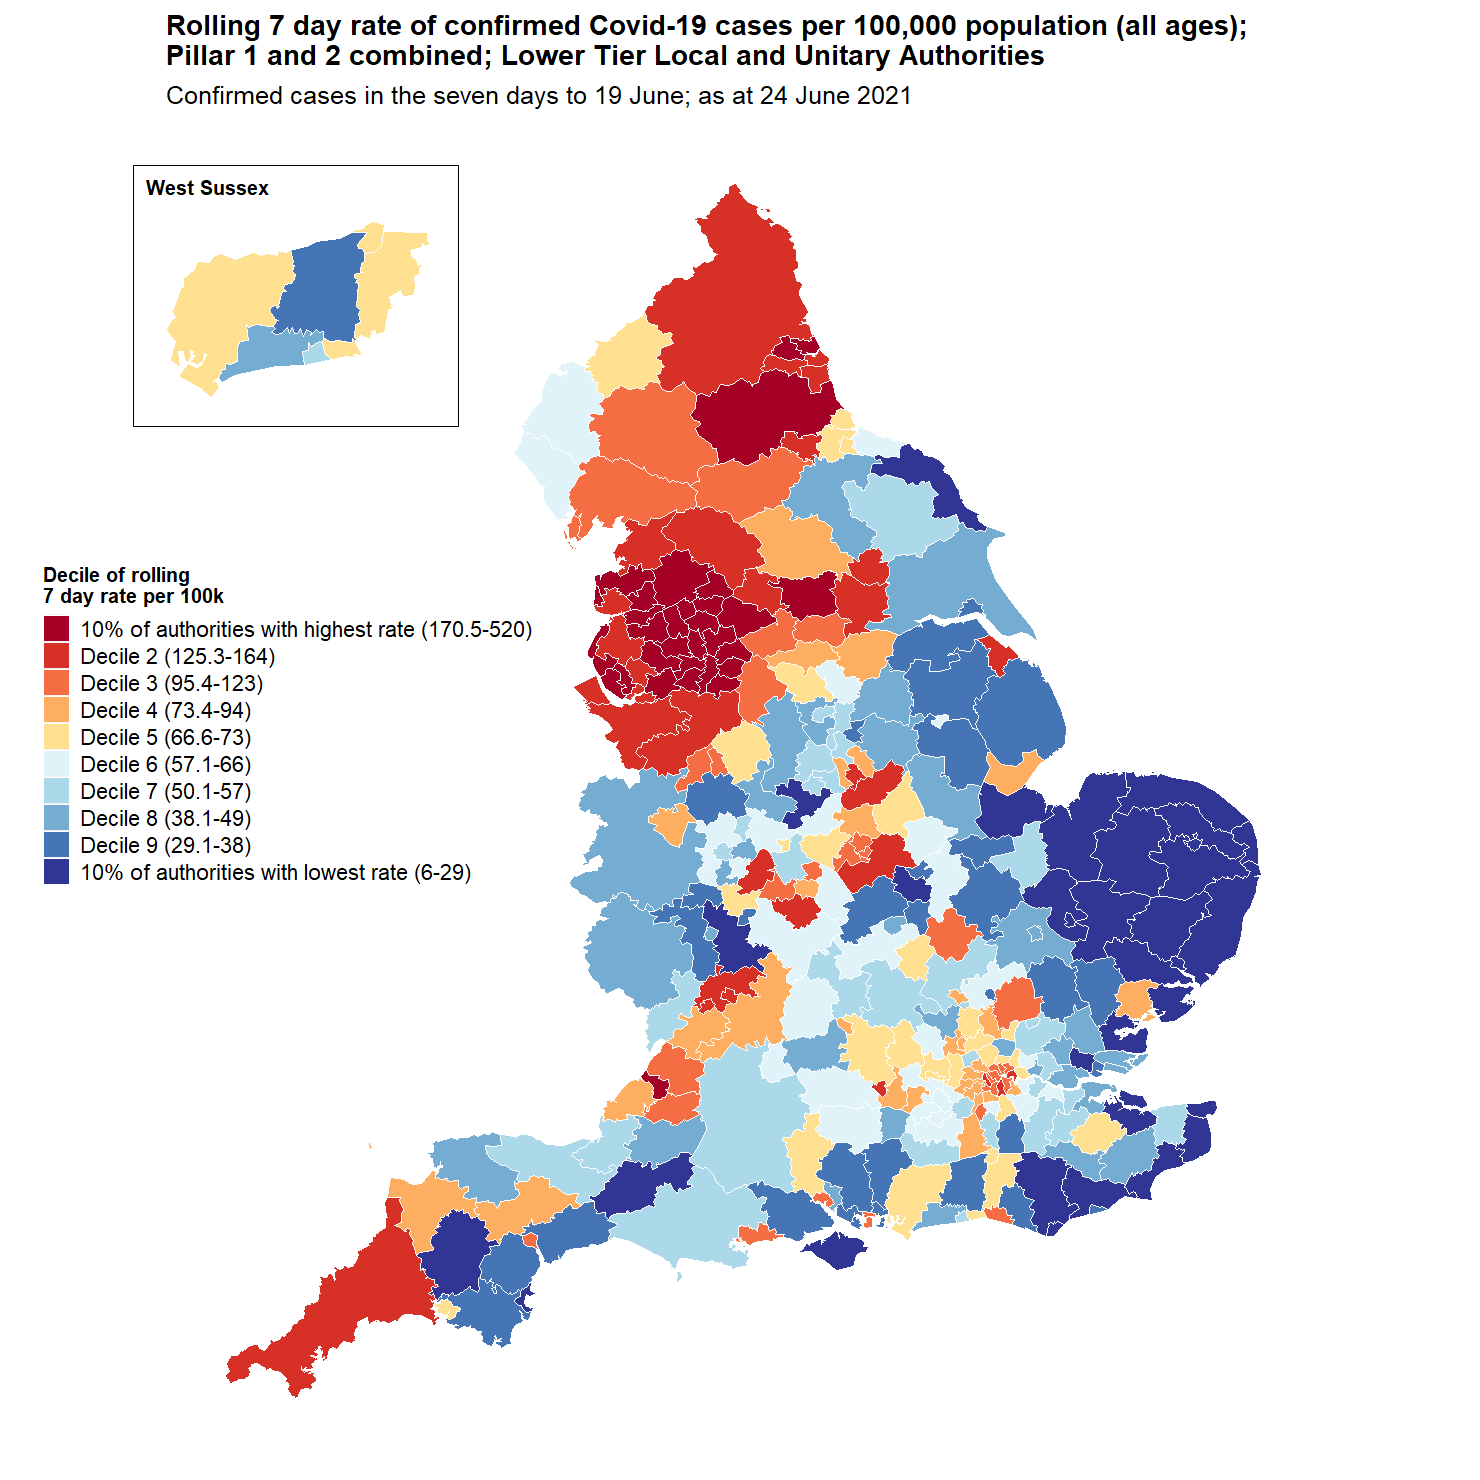 Rolling 7 day rate of confirmed Covid-19 cases per 100,000 population (all ages);
Pillar 1 and 2 combined; Lower Tier Local and Unitary Authorities
Confirmed cases in the seven days to 19 June; as at 24 June 2021
West Sussex
Decile of rolling
7 day rate per 100k
10% of authorities with highest rate (170.5-520)
Decile 2 (125.3-164)
Decile 3 (95.4-123)
Decile 4 (73.4-94)
Decile 5 (66.6-73)
Decile 6 (57.1-66)
Decile 7 (50.1-57)
Decile 8 (38.1-49)
Decile 9 (29.1-38)
10% of authorities with lowest rate (6-29)